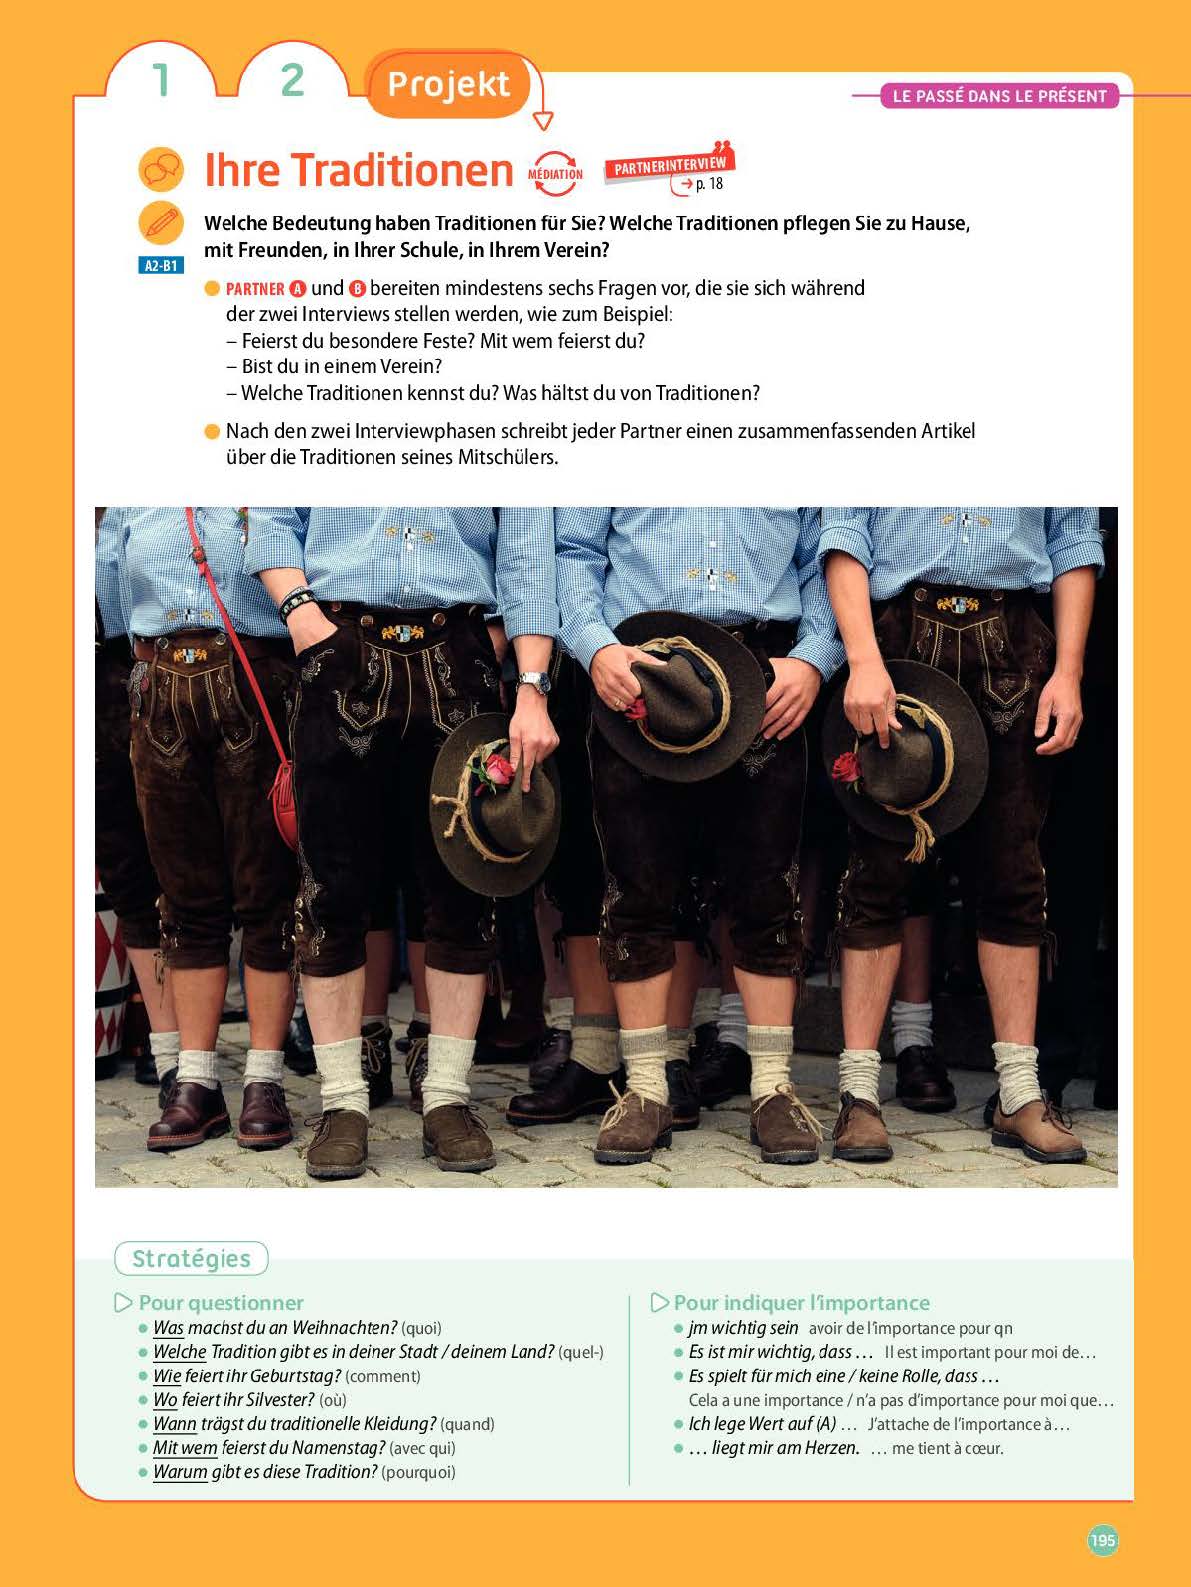 1
2
Projekt
LE PASSÉ DANS LE PRÉSENT
Ihre Traditionen
MÉDIATION
PARTNERINTERVIEW
→ p. 18
A2-B1
Welche Bedeutung haben Traditionen für Sie? Welche Traditionen pflegen Sie zu Hause,
mit Freunden, in Ihrer Schule, in Ihrem Verein?
● PARTNER A und B bereiten mindestens sechs Fragen vor, die sie sich während
der zwei Interviews stellen werden, wie zum Beispiel:
– Feierst du besondere Feste? Mit wem feierst du?
– Bist du in einem Verein?
– Welche Traditionen kennst du? Was hältst du von Traditionen?
● Nach den zwei Interviewphasen schreibt jeder Partner einen zusammenfassenden Artikel
über die Traditionen seines Mitschülers.
Stratégies
Pour questionner
● Was machst du an Weihnachten? (quoi)
● Welche Tradition gibt es in deiner Stadt / deinem Land? (quel-)
● Wie feiert ihr Geburtstag? (comment)
● Wo feiert ihr Silvester? (où)
● Wann trägst du traditionelle Kleidung? (quand)
● Mit wem feierst du Namenstag? (avec qui)
● Warum gibt es diese Tradition? (pourquoi)
Pour indiquer l'importance
● jm wichtig sein avoir de l'importance pour qn
● Es ist mir wichtig, dass … Il est important pour moi de…
● Es spielt für mich eine / keine Rolle, dass …
Cela a une importance / n'a pas d'importance pour moi que…
● Ich lege Wert auf (A) … J'attache de l'importance à…
● … liegt mir am Herzen. … me tient à cœur.
195